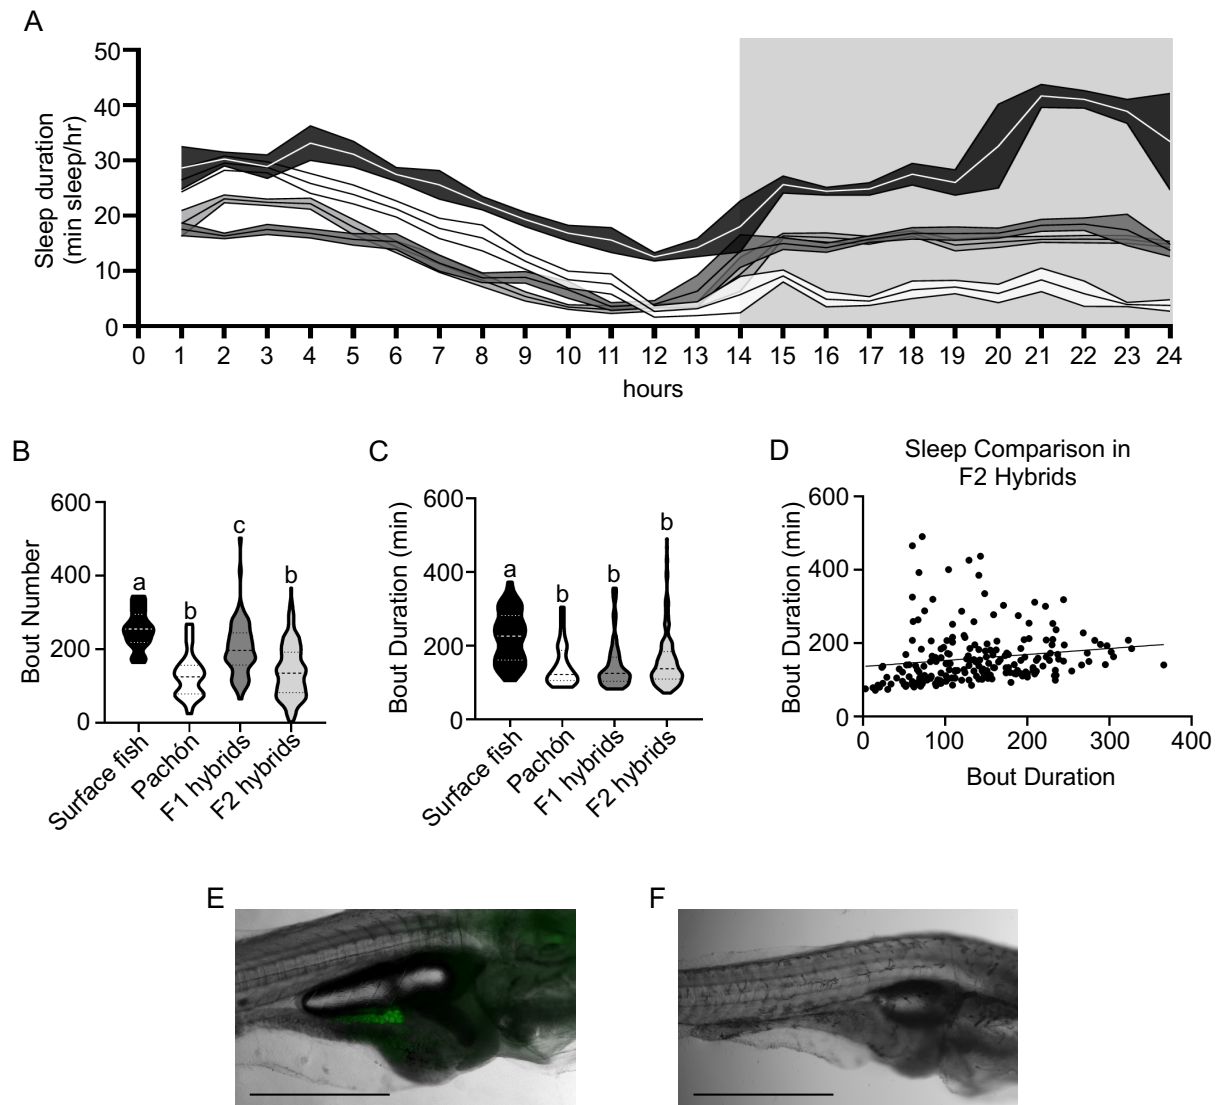 A
Sleep duration
(min sleep/hr)
50
40
30
20
10
0
0 1 2 3 4 5 6 7 8 9 10 11 12 13 14 15 16 17 18 19 20 21 22 23 24
hours
B
Bout Number
600
400
200
0
a
b
c
b
Surface fish
Pachón
F1 hybrids
F2 hybrids
C
Bout Duration (min)
600
400
200
0
a
b
b
b
Surface fish
Pachón
F1 hybrids
F2 hybrids
D
Sleep Comparison in
F2 Hybrids
Bout Duration (min)
600
400
200
0
0 100 200 300 400
Bout Duration
E
F